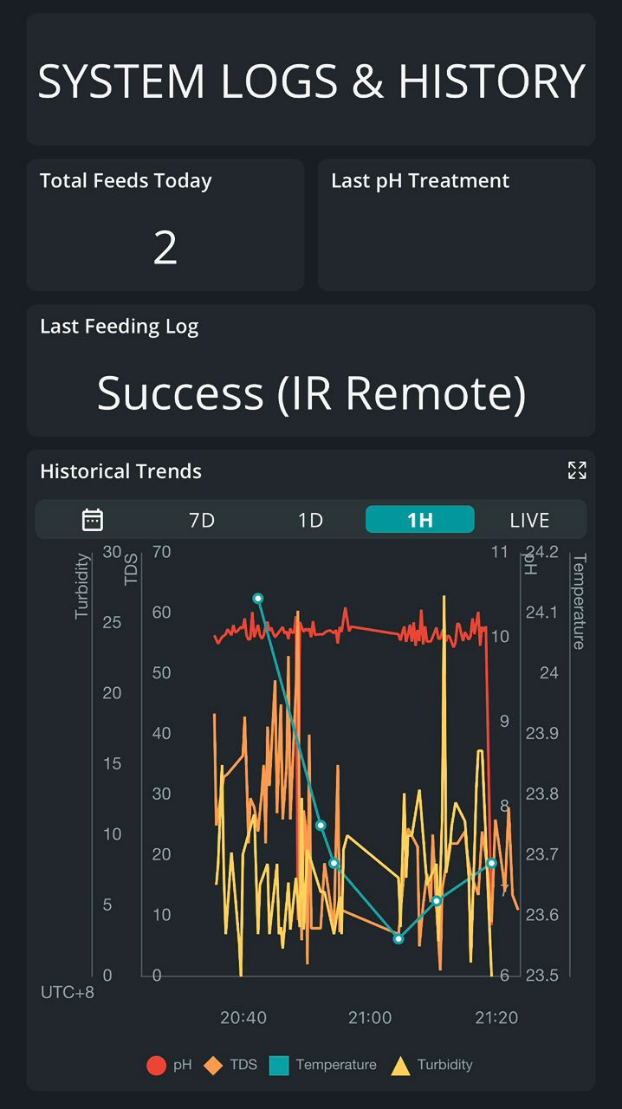 SYSTEM LOGS & HISTORY
Total Feeds Today
Last pH Treatment
2
Last Feeding Log
Success (IR Remote)
Historical Trends
7D 1D 1H LIVE
Turbidity
TDS
pH
Temperature
30 70 11 24.2
60 24.1
25
10
50 24
20
9
40 23.9
15
30 8 23.8
10
20 23.7
7
5
10 23.6
0 0 6 23.5
UTC+8
20:40 21:00 21:20
pH TDS Temperature Turbidity